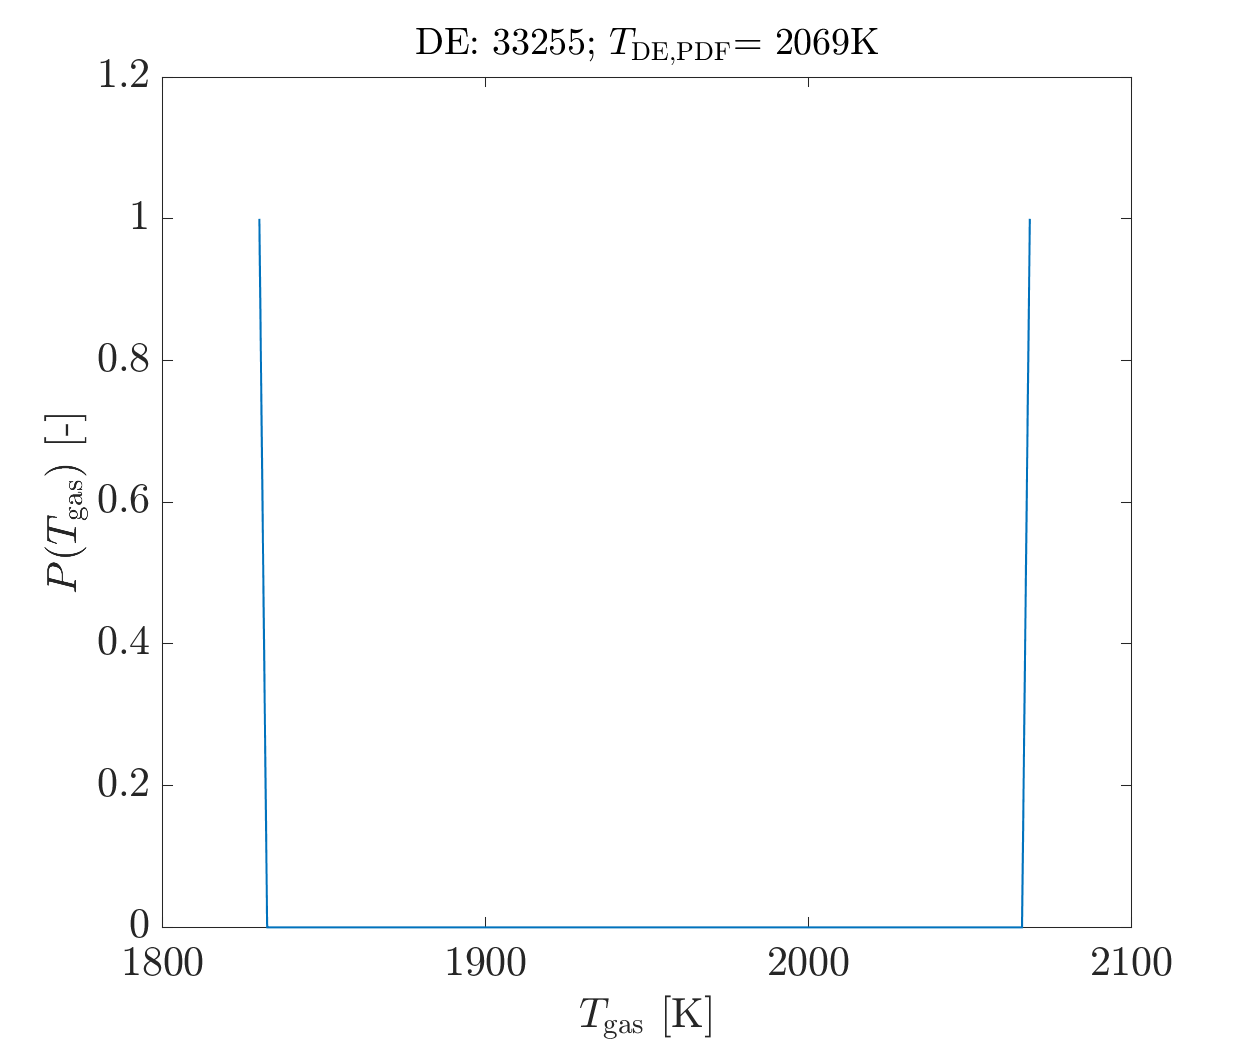 DE: 33255; T_DE,PDF= 2069K
1.2
1
0.8
0.6
0.4
0.2
0
P(T_gas) [-]
1800 1900 2000 2100
T_gas [K]